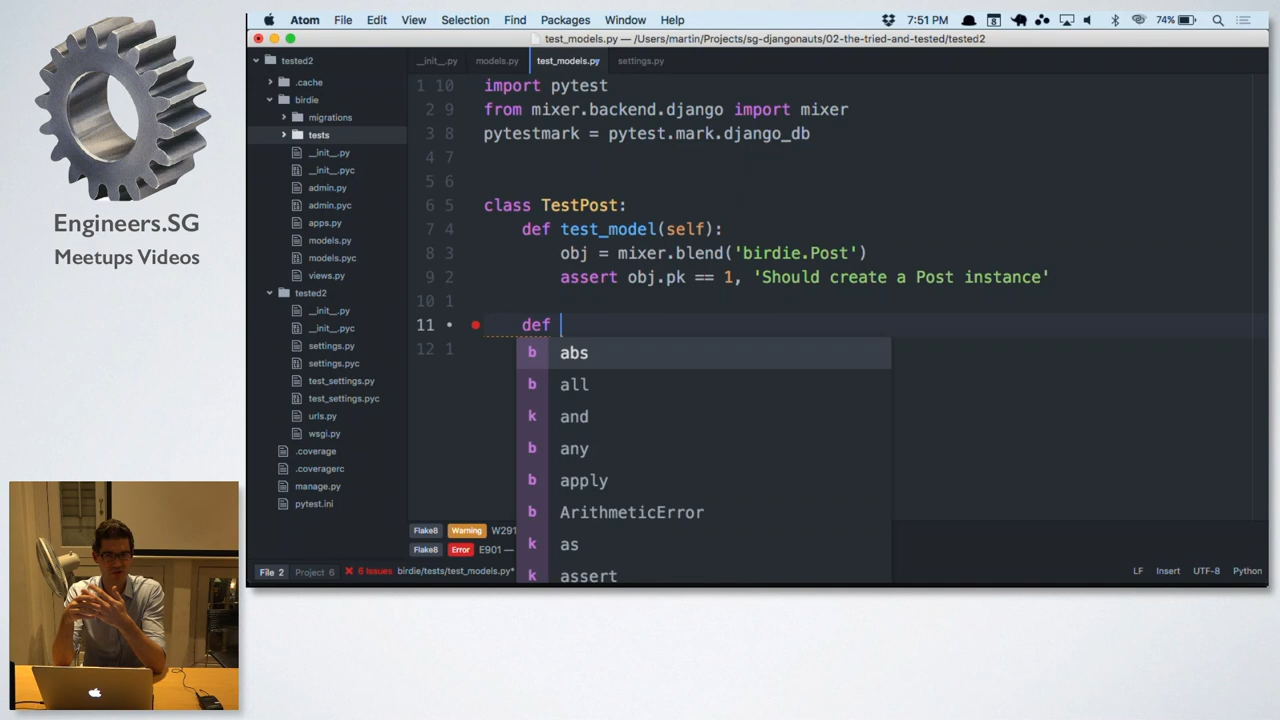 Engineers.SG
Meetups Videos
Atom File Edit View Selection Find Packages Window Help
8 7:51 PM 74%
test_models.py — /Users/martin/Projects/sg-djangonauts/02-the-tried-and-tested/tested2
tested2
.cache
birdie
migrations
tests
__init__.py
__init__.pyc
admin.py
admin.pyc
apps.py
models.py
models.pyc
views.py
tested2
__init__.py
__init__.pyc
settings.py
settings.pyc
test_settings.py
test_settings.pyc
urls.py
wsgi.py
.coverage
.coveragerc
manage.py
pytest.ini
__init__.py models.py test_models.py settings.py
1 10 import pytest
2 9 from mixer.backend.django import mixer
3 8 pytestmark = pytest.mark.django_db
4 7
5 6
6 5 class TestPost:
7 4 def test_model(self):
8 3 obj = mixer.blend('birdie.Post')
9 2 assert obj.pk == 1, 'Should create a Post instance'
10 1
11 • def
12 1
b abs
b all
k and
b any
b apply
b ArithmeticError
k as
k assert
Flake8 Warning W291
Flake8 Error E901 —
File 2 Project 6 6 Issues birdie/tests/test_models.py* LF Insert UTF-8 Python